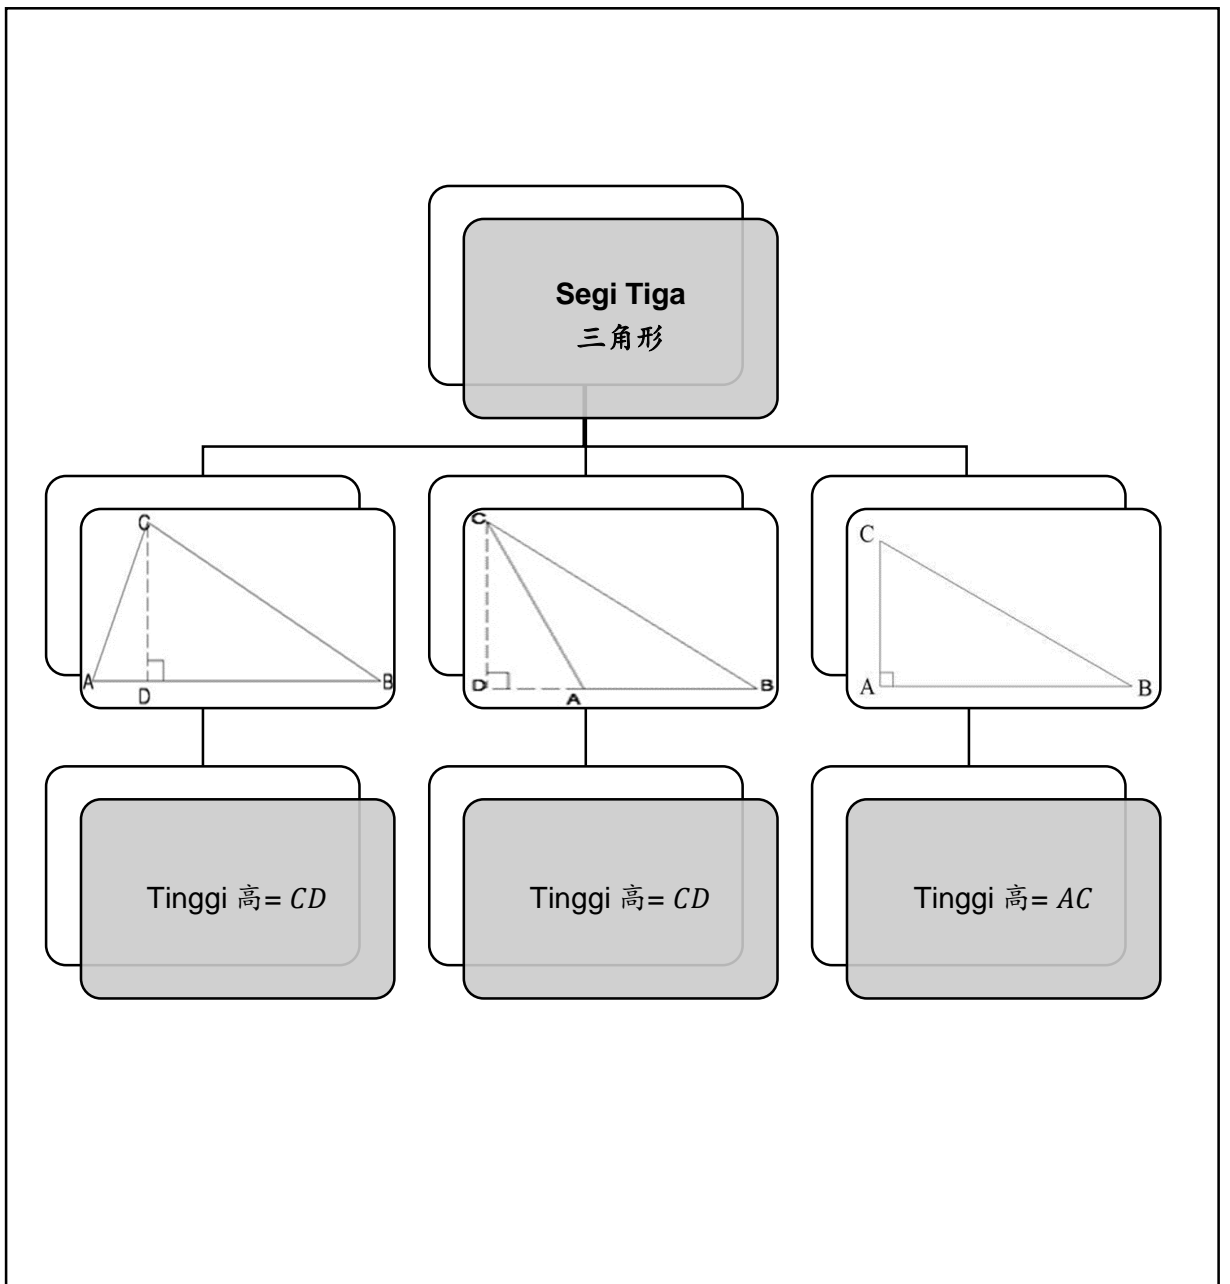 Segi Tiga
三角形
C
A
D
B
C
D
A
B
C
A
B
Tinggi 高= CD
Tinggi 高= CD
Tinggi 高= AC